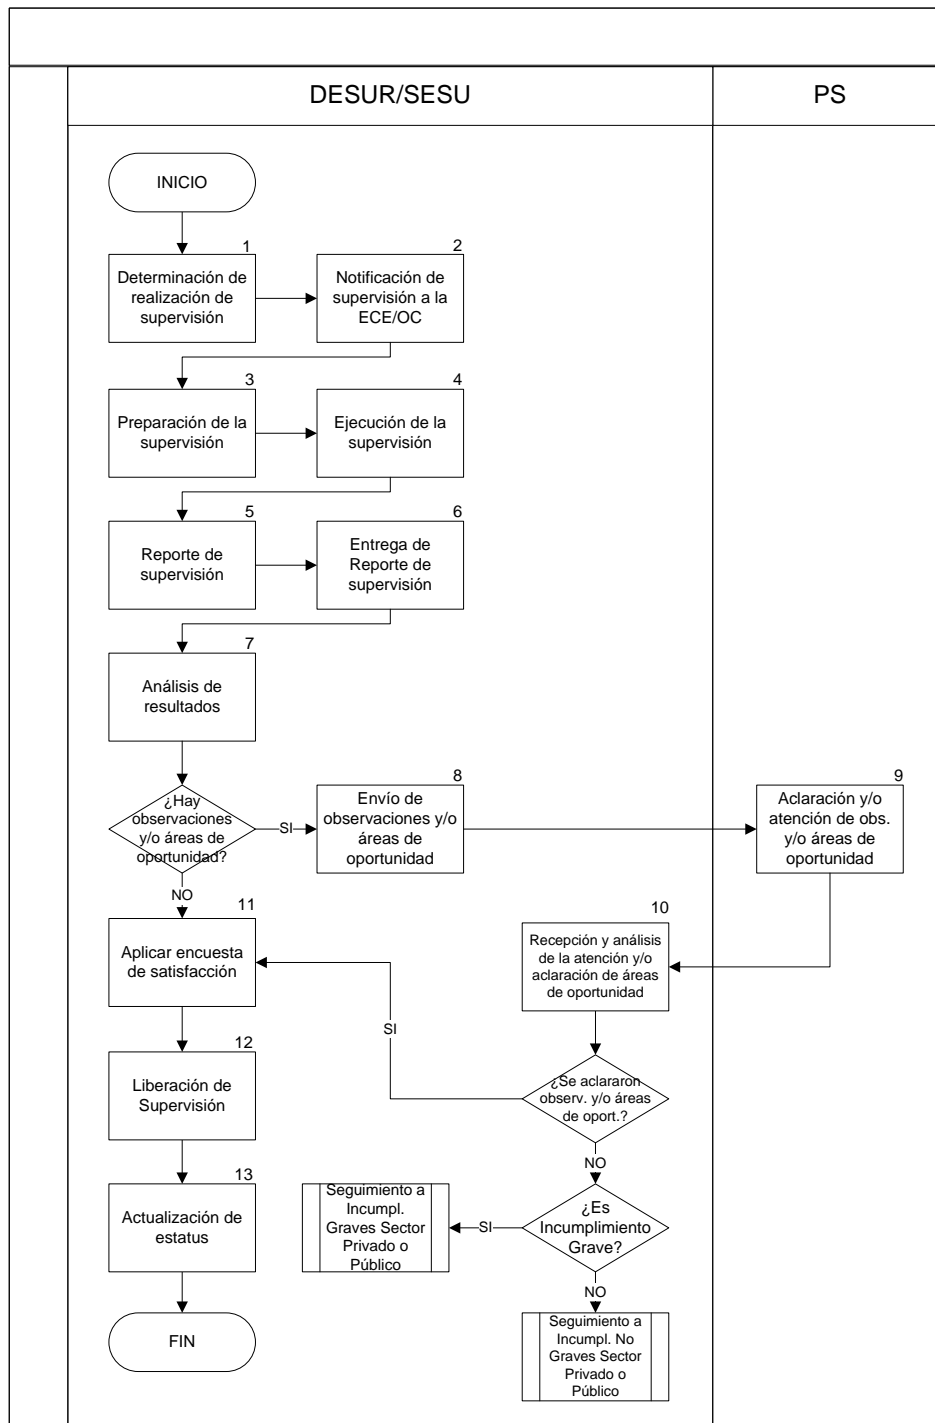 DESUR/SESU
PS
INICIO
1
Determinación de
realización de
supervisión
2
Notificación de
supervisión a la
ECE/OC
3
Preparación de la
supervisión
4
Ejecución de la
supervisión
5
Reporte de
supervisión
6
Entrega de
Reporte de
supervisión
7
Análisis de
resultados
¿Hay
observaciones
y/o áreas de
oportunidad?
SI
8
Envío de
observaciones y/o
áreas de
oportunidad
9
Aclaración y/o
atención de obs.
y/o áreas de
oportunidad
NO
10
Recepción y análisis
de la atención y/o
aclaración de áreas
de oportunidad
11
Aplicar encuesta
de satisfacción
SI
¿Se aclararon
observ. y/o áreas
de oport.?
12
Liberación de
Supervisión
NO
13
Actualización de
estatus
¿Es
Incumplimiento
Grave?
SI
Seguimiento a
Incumpl.
Graves Sector
Privado o
Público
NO
Seguimiento a
Incumpl. No
Graves Sector
Privado o
Público
FIN